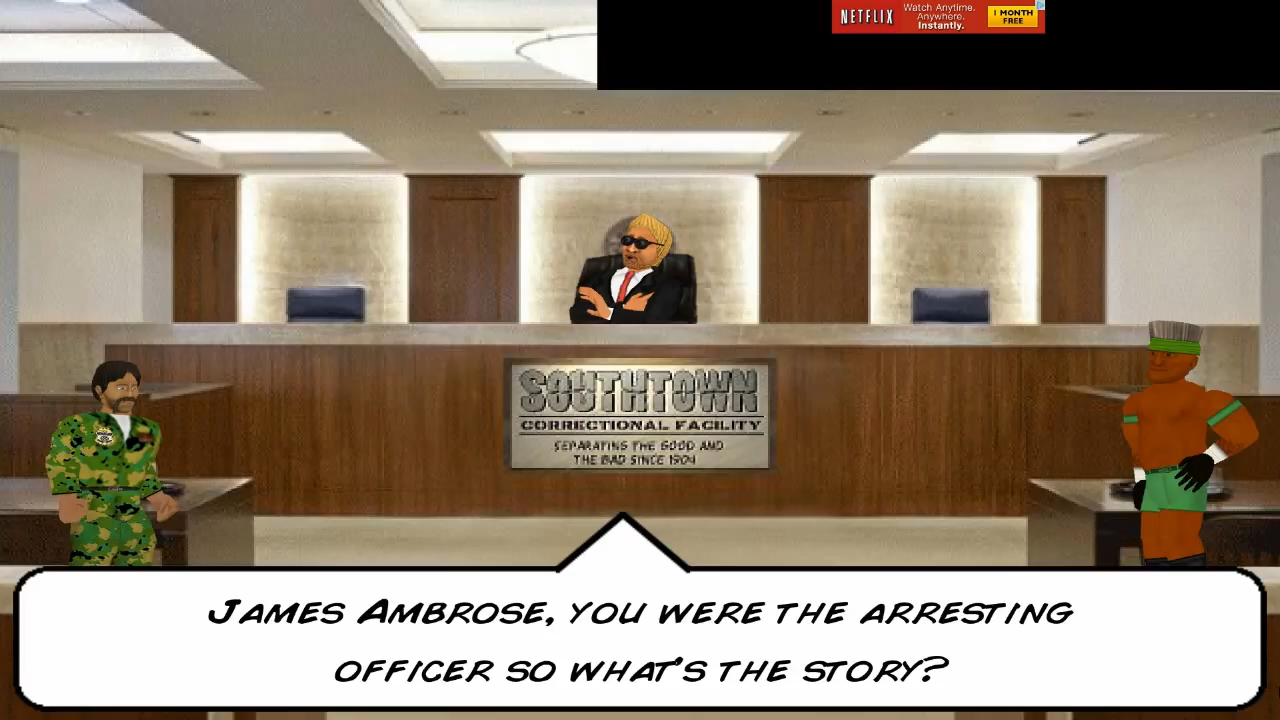 NETFLIX
Watch Anytime.
Anywhere.
Instantly.
1 MONTH
FREE
SOUTHTOWN
CORRECTIONAL FACILITY
SEPARATING THE GOOD AND
THE BAD SINCE 1904
JAMES AMBROSE, YOU WERE THE ARRESTING
OFFICER SO WHAT'S THE STORY?